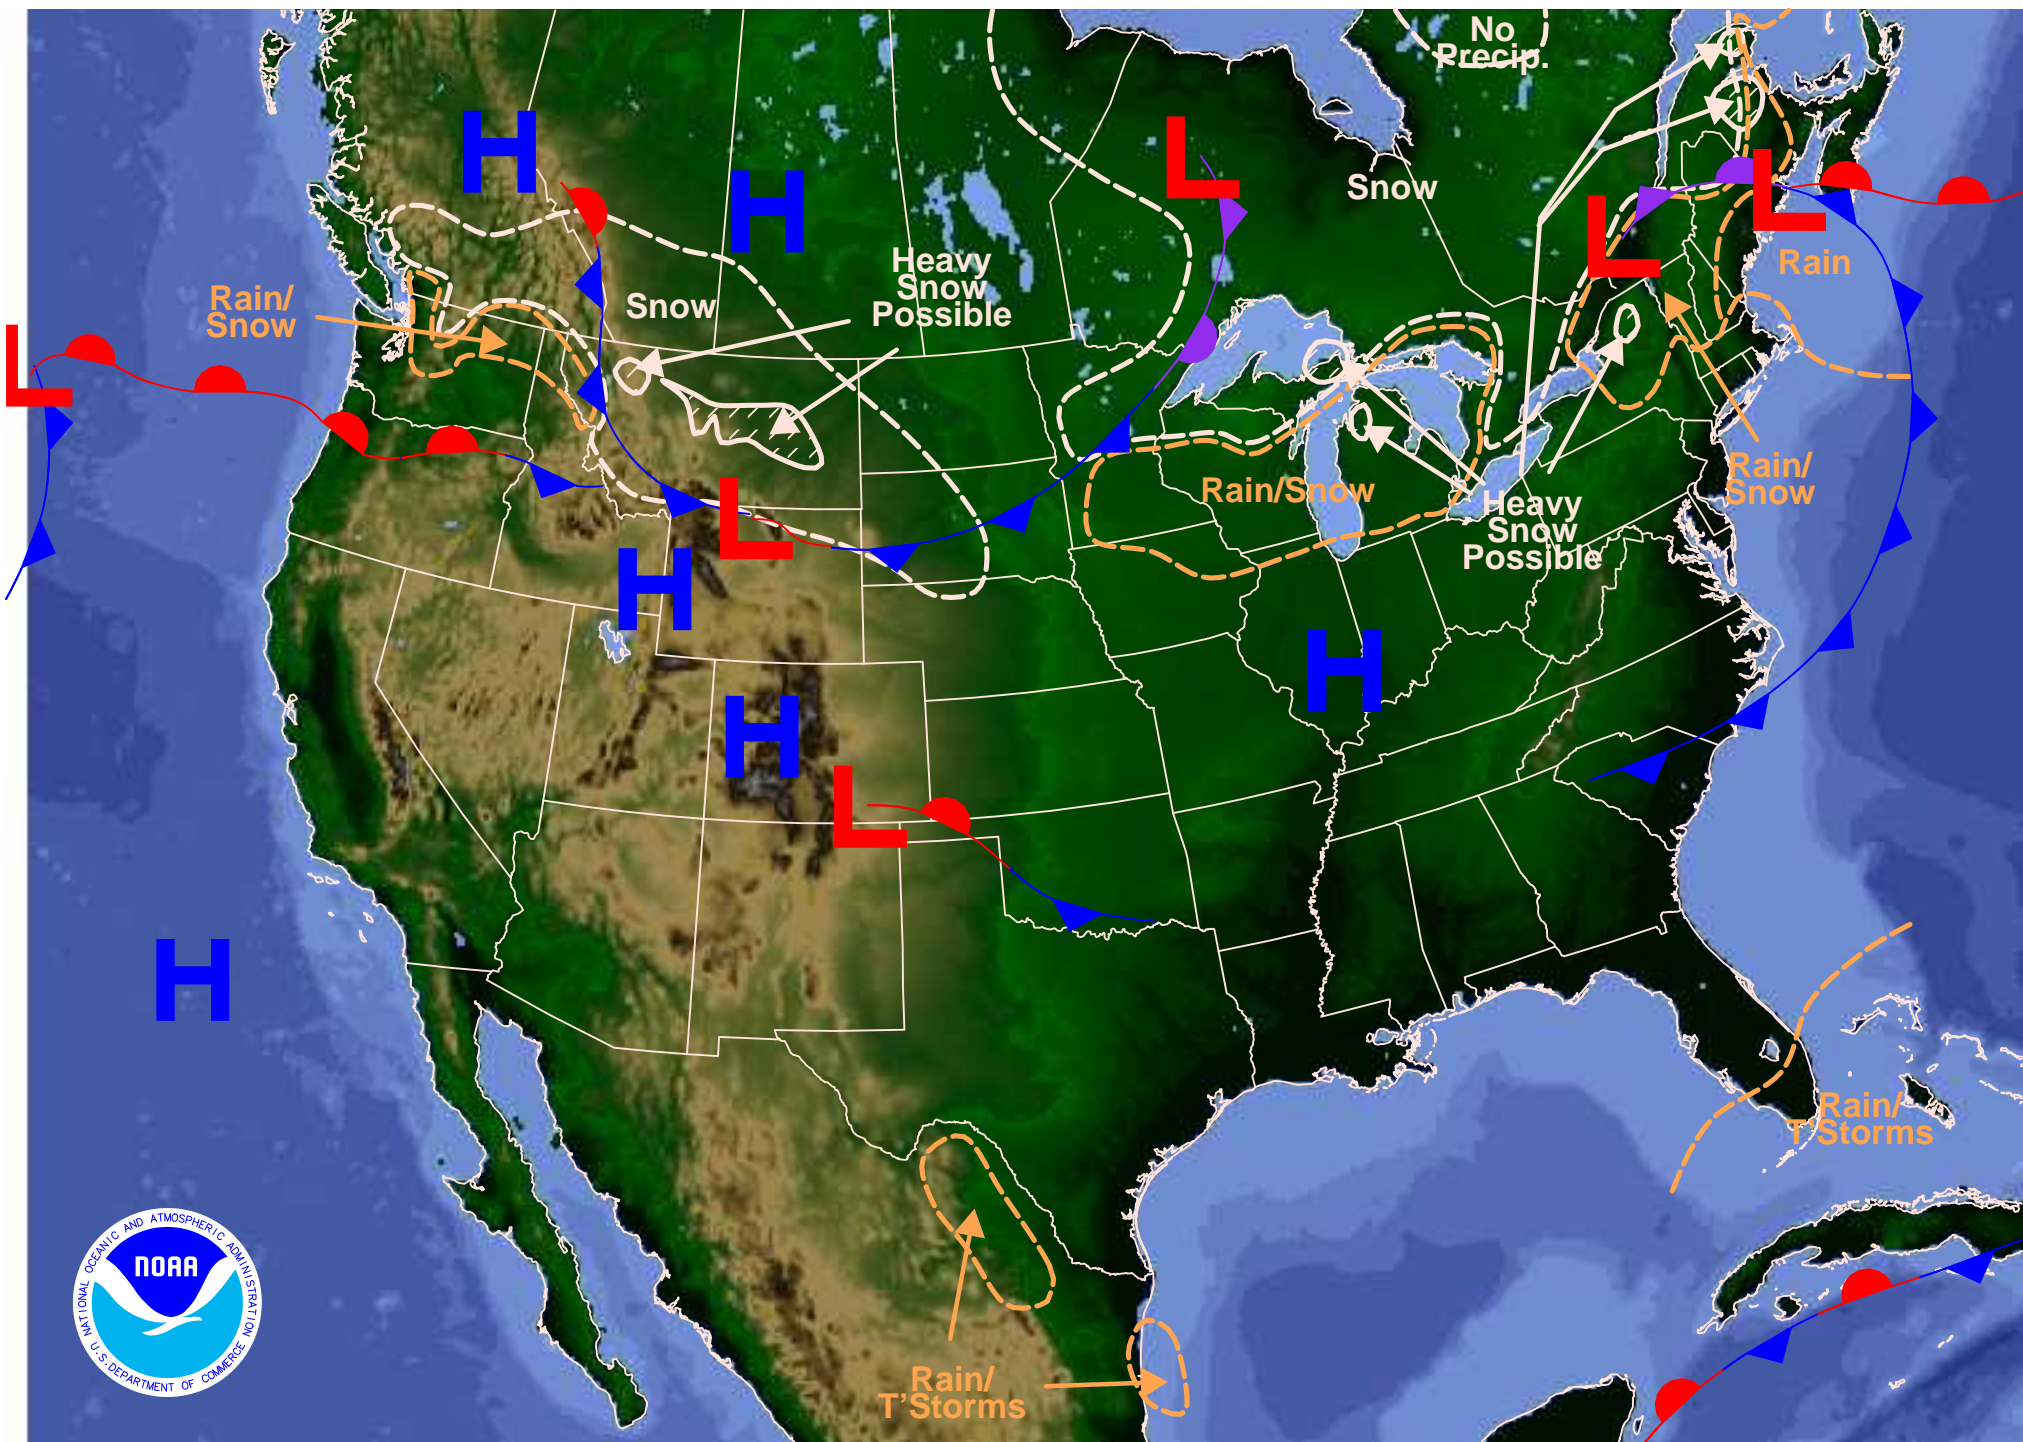 No
Precip.
H
H
L
Snow
L
L
Rain
Heavy
Snow
Possible
Rain/
Snow
Snow
L
Rain/
Snow
Rain/Snow
Heavy
Snow
Possible
L
H
H
H
L
H
Rain/
T'Storms
Rain/
T'Storms
NATIONAL OCEANIC AND ATMOSPHERIC ADMINISTRATION
NOAA
U.S. DEPARTMENT OF COMMERCE